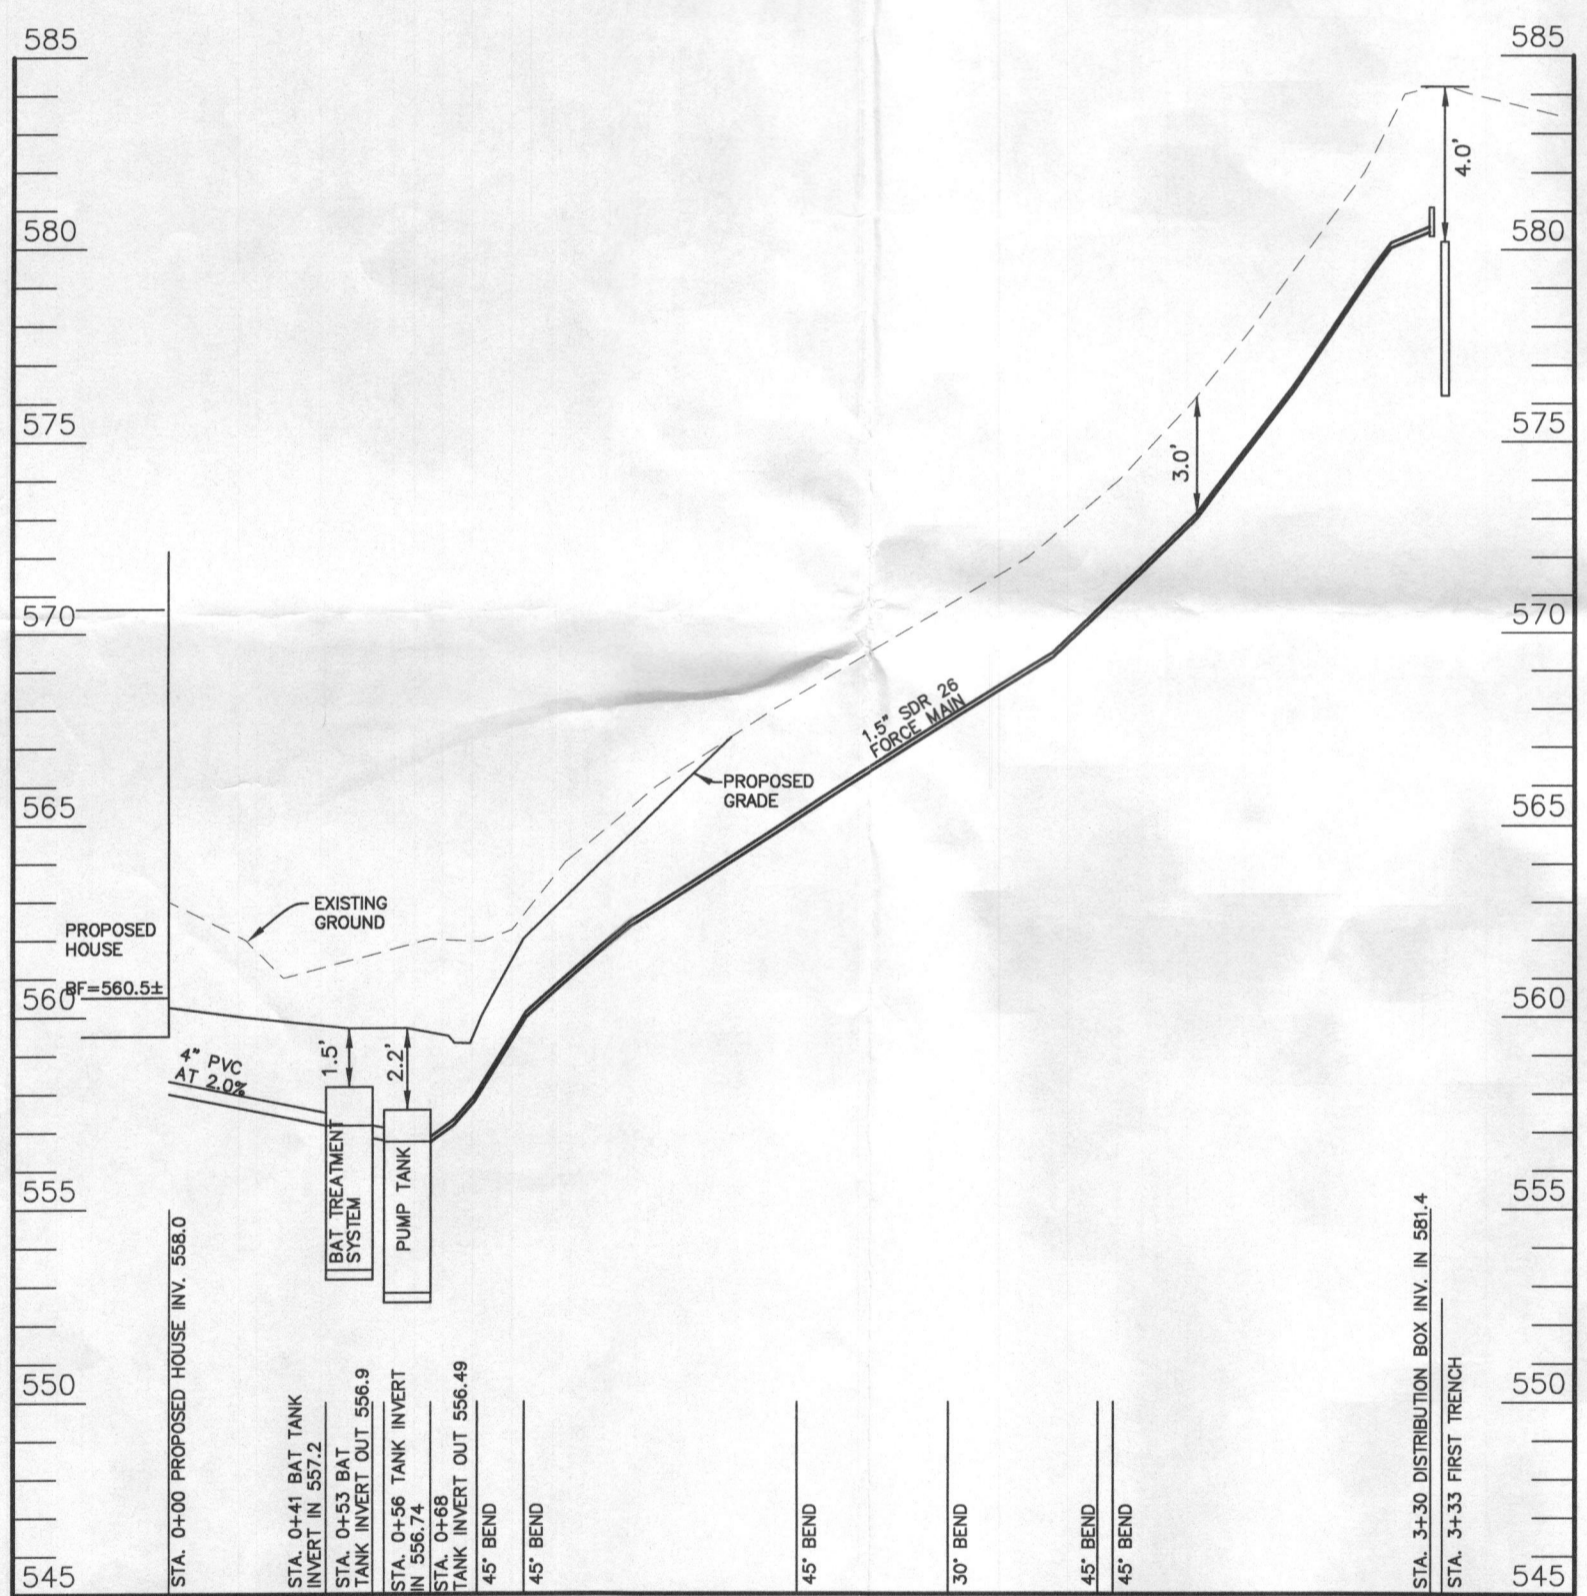 585
580
575
570
565
560
555
550
545
585
580
575
570
565
560
555
550
545
4.0'
3.0'
1.5" SDR 26
FORCE MAIN
PROPOSED
GRADE
EXISTING
GROUND
PROPOSED
HOUSE
BF=560.5±
4" PVC
AT 2.0%
1.5'
2.2'
BAT TREATMENT
SYSTEM
PUMP TANK
STA. 0+00 PROPOSED HOUSE INV. 558.0
STA. 0+41 BAT TANK
INVERT IN 557.2
STA. 0+53 BAT
TANK INVERT OUT 556.9
STA. 0+56 TANK INVERT
IN 556.74
STA. 0+68
TANK INVERT OUT 556.49
45° BEND
45° BEND
45° BEND
30° BEND
45° BEND
45° BEND
STA. 3+30 DISTRIBUTION BOX INV. IN 581.4
STA. 3+33 FIRST TRENCH